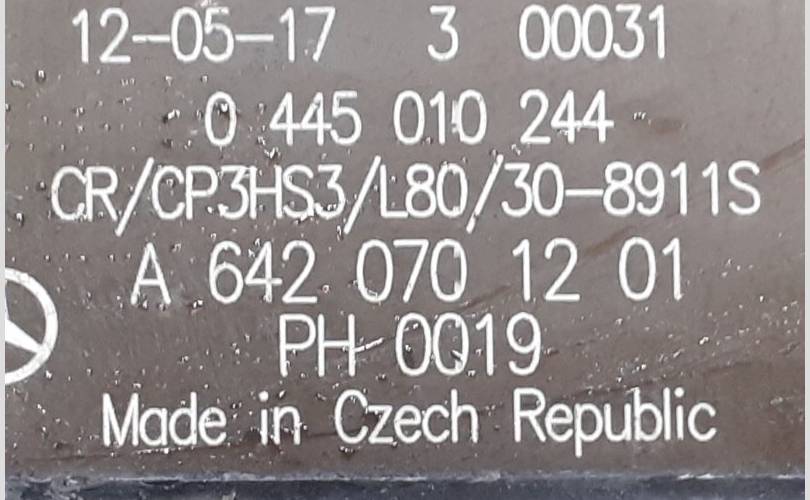 12-05-17 3 00031
0 445 010 244
CR/CP3HS3/L80/30-8911S
A 642 070 12 01
PH 0019
Made in Czech Republic